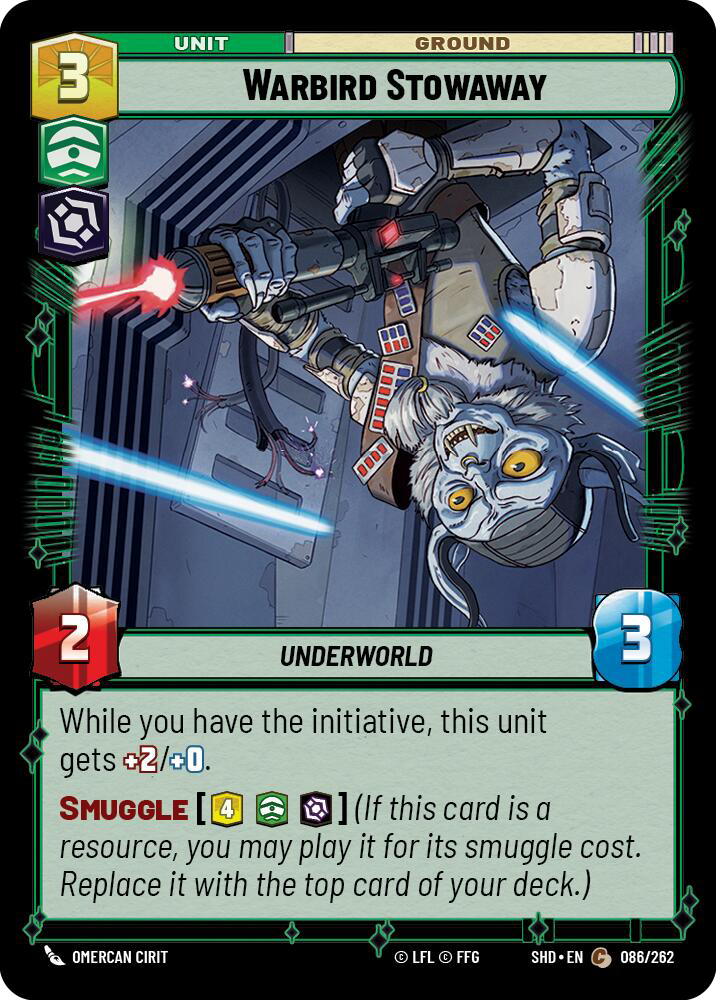 UNIT
GROUND
3
WARBIRD STOWAWAY
2
UNDERWORLD
3
While you have the initiative, this unit
gets +2/+0.
SMUGGLE [4] (If this card is a
resource, you may play it for its smuggle cost.
Replace it with the top card of your deck.)
OMERCAN CIRIT
© LFL © FFG
SHD • EN C 086/262